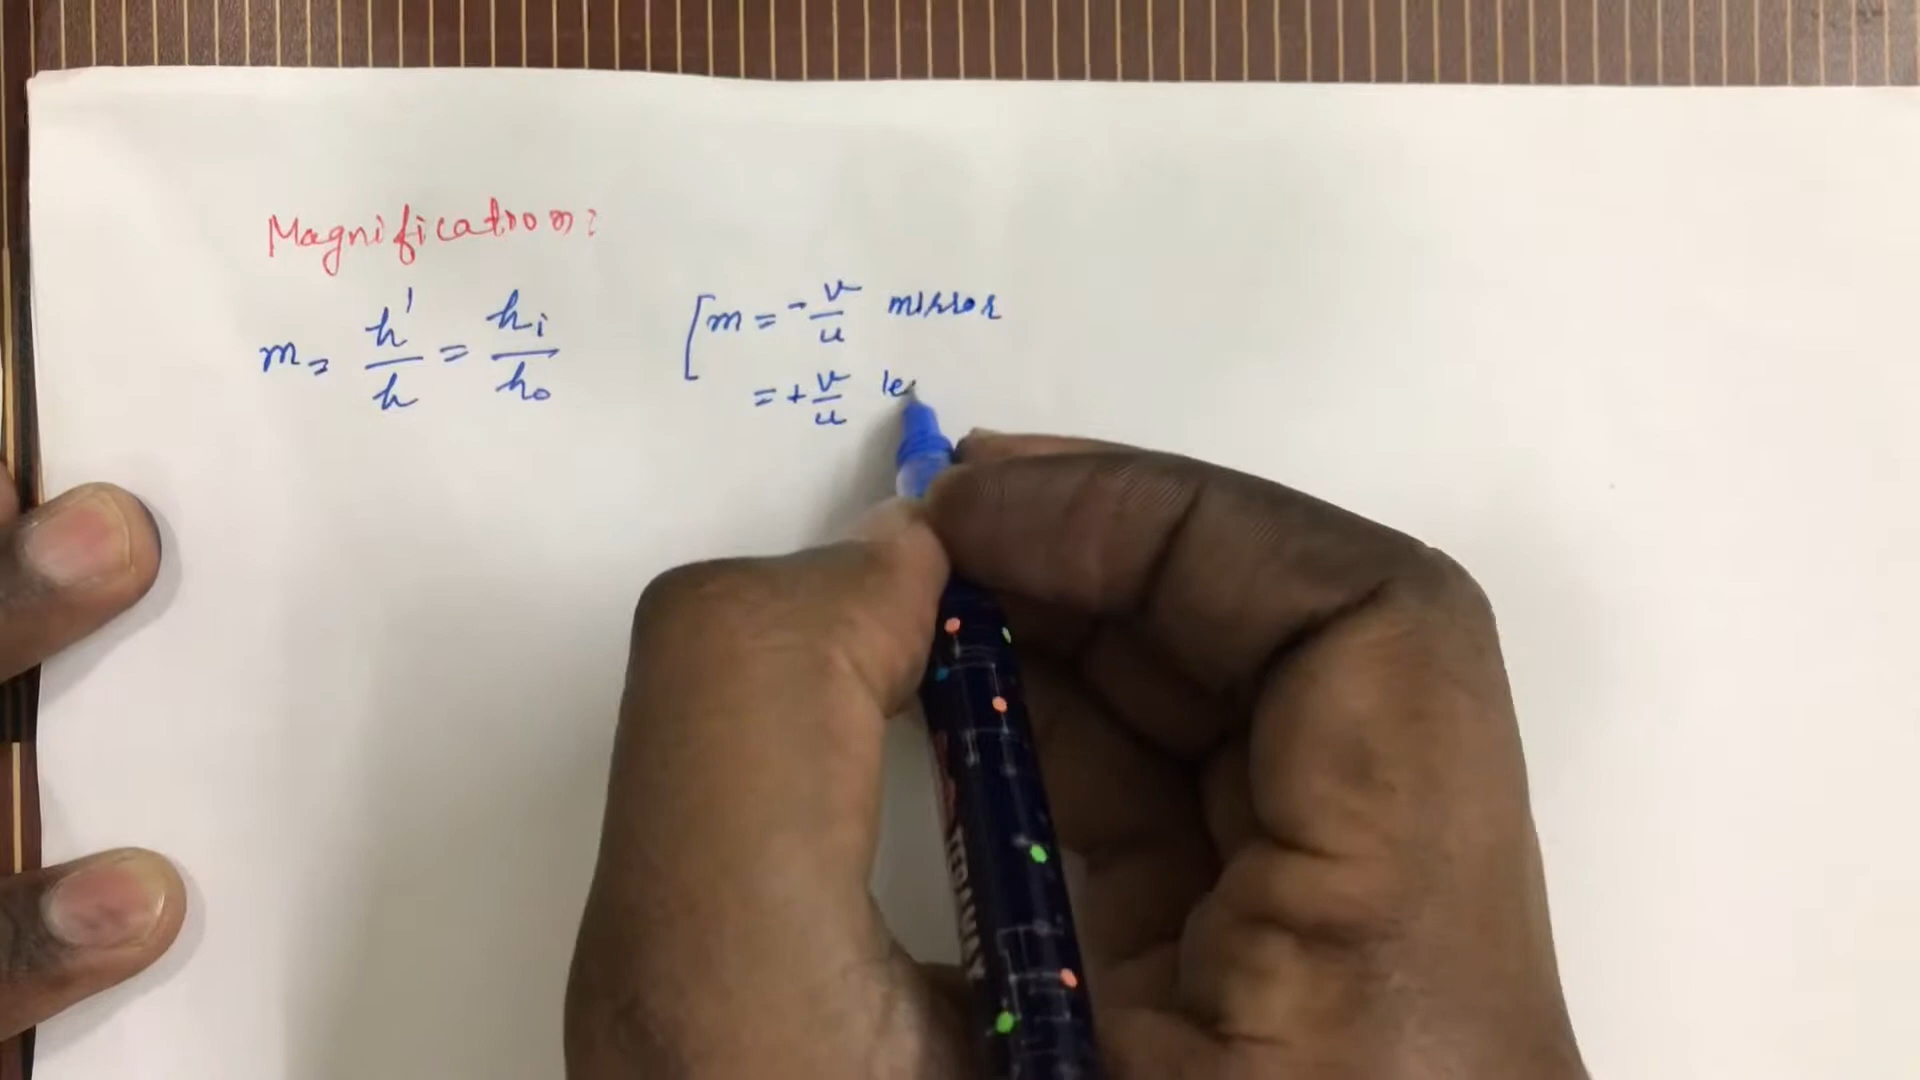 Magnification:
m = h'/h = hi/ho
[m = -v/u mirror
= +v/u le